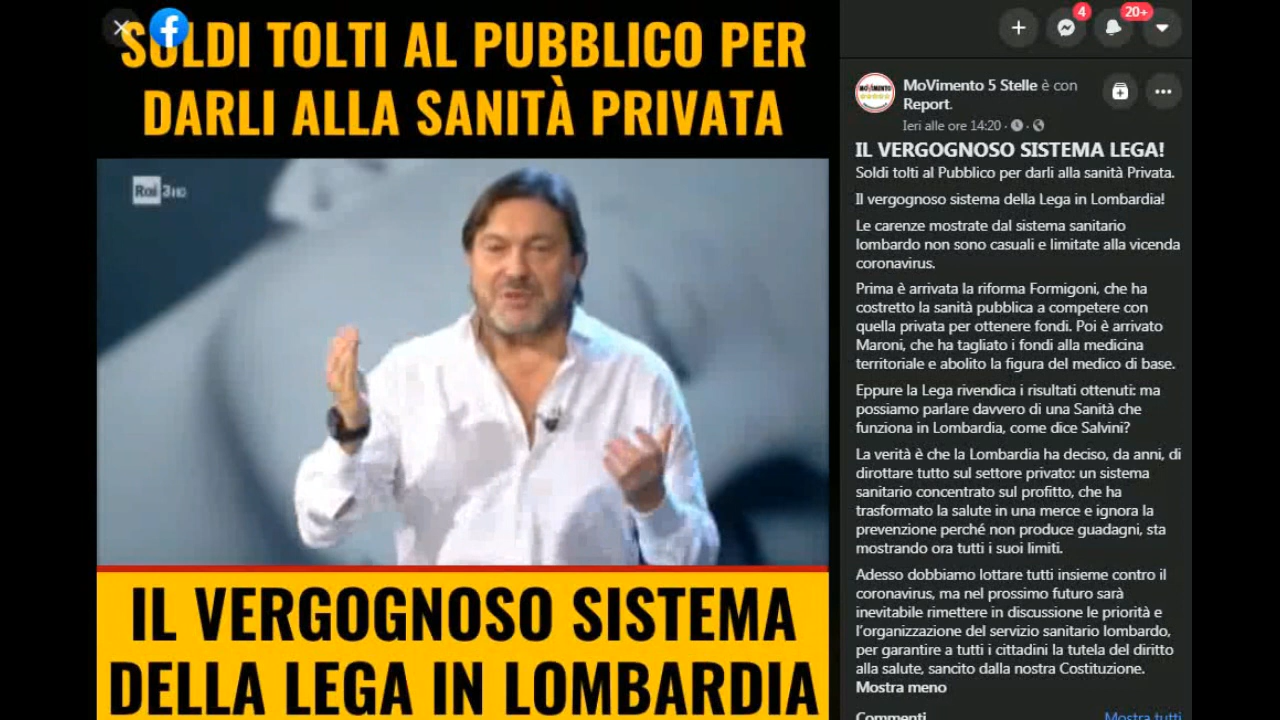 SOLDI TOLTI AL PUBBLICO PER
DARLI ALLA SANITÀ PRIVATA
Rai 3HD
IL VERGOGNOSO SISTEMA
DELLA LEGA IN LOMBARDIA
4
20+
MoVimento 5 Stelle è con
Report.
Ieri alle ore 14:20
IL VERGOGNOSO SISTEMA LEGA!
Soldi tolti al Pubblico per darli alla sanità Privata.
Il vergognoso sistema della Lega in Lombardia!
Le carenze mostrate dal sistema sanitario
lombardo non sono casuali e limitate alla vicenda
coronavirus.
Prima è arrivata la riforma Formigoni, che ha
costretto la sanità pubblica a competere con
quella privata per ottenere fondi. Poi è arrivato
Maroni, che ha tagliato i fondi alla medicina
territoriale e abolito la figura del medico di base.
Eppure la Lega rivendica i risultati ottenuti: ma
possiamo parlare davvero di una Sanità che
funziona in Lombardia, come dice Salvini?
La verità è che la Lombardia ha deciso, da anni, di
dirottare tutto sul settore privato: un sistema
sanitario concentrato sul profitto, che ha
trasformato la salute in una merce e ignora la
prevenzione perché non produce guadagni, sta
mostrando ora tutti i suoi limiti.
Adesso dobbiamo lottare tutti insieme contro il
coronavirus, ma nel prossimo futuro sarà
inevitabile rimettere in discussione le priorità e
l'organizzazione del servizio sanitario lombardo,
per garantire a tutti i cittadini la tutela del diritto
alla salute, sancito dalla nostra Costituzione.
Mostra meno
Commenti
Mostra tutti